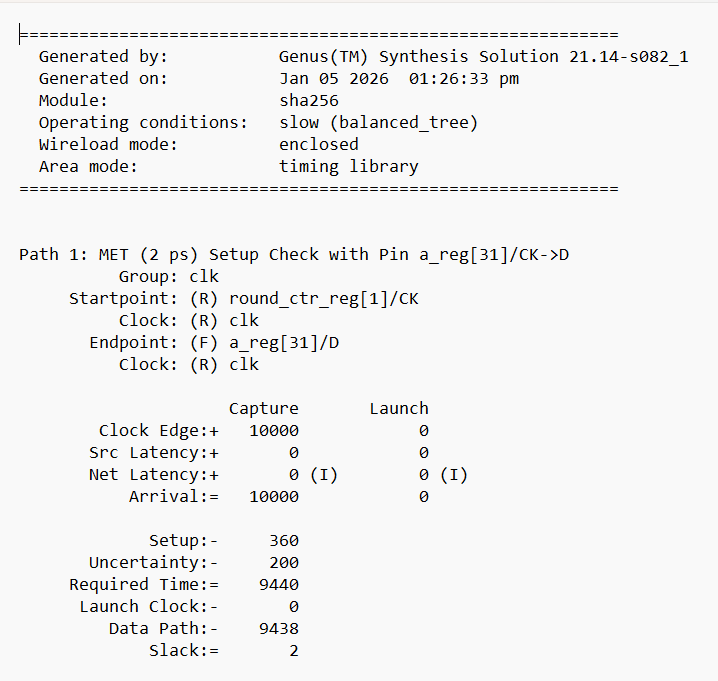 ============================================================
  Generated by:           Genus(TM) Synthesis Solution 21.14-s082_1
  Generated on:           Jan 05 2026  01:26:33 pm
  Module:                 sha256
  Operating conditions:   slow (balanced_tree)
  Wireload mode:          enclosed
  Area mode:              timing library
============================================================


Path 1: MET (2 ps) Setup Check with Pin a_reg[31]/CK->D
          Group: clk
     Startpoint: (R) round_ctr_reg[1]/CK
          Clock: (R) clk
       Endpoint: (F) a_reg[31]/D
          Clock: (R) clk

                     Capture       Launch
        Clock Edge:+   10000            0
       Src Latency:+       0            0
       Net Latency:+       0 (I)        0 (I)
           Arrival:=   10000            0

             Setup:-     360
       Uncertainty:-     200
     Required Time:=    9440
      Launch Clock:-       0
         Data Path:-    9438
             Slack:=       2